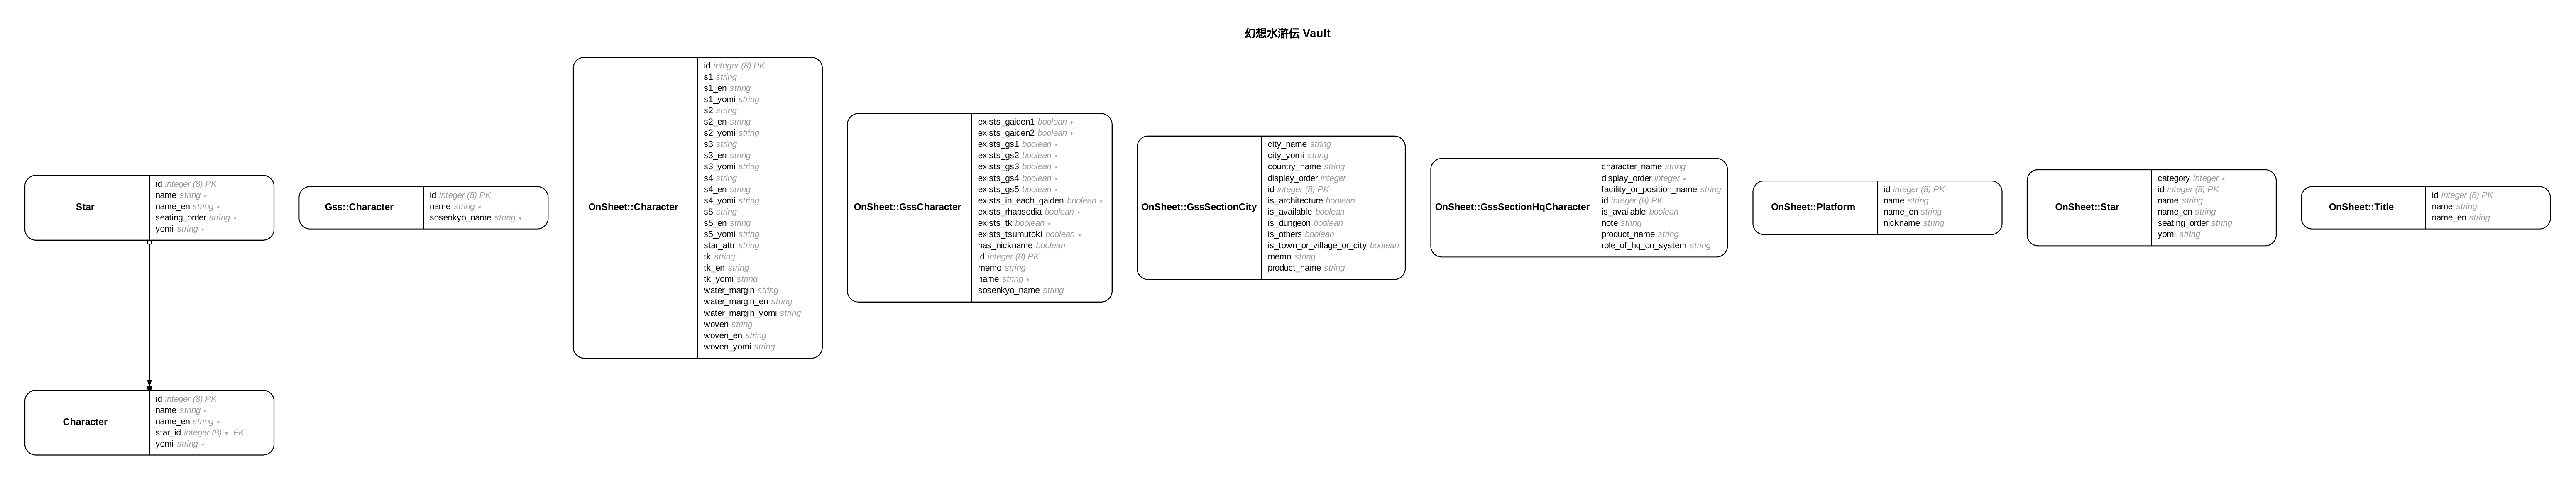 幻想水滸伝 Vault
Star
id integer (8) PK
name string ∗
name_en string ∗
seating_order string ∗
yomi string ∗
Character
id integer (8) PK
name string ∗
name_en string ∗
star_id integer (8) ∗ FK
yomi string ∗
Gss::Character
id integer (8) PK
name string ∗
sosenkyo_name string ∗
OnSheet::Character
id integer (8) PK
s1 string
s1_en string
s1_yomi string
s2 string
s2_en string
s2_yomi string
s3 string
s3_en string
s3_yomi string
s4 string
s4_en string
s4_yomi string
s5 string
s5_en string
s5_yomi string
star_attr string
tk string
tk_en string
tk_yomi string
water_margin string
water_margin_en string
water_margin_yomi string
woven string
woven_en string
woven_yomi string
OnSheet::GssCharacter
exists_gaiden1 boolean ∗
exists_gaiden2 boolean ∗
exists_gs1 boolean ∗
exists_gs2 boolean ∗
exists_gs3 boolean ∗
exists_gs4 boolean ∗
exists_gs5 boolean ∗
exists_in_each_gaiden boolean ∗
exists_rhapsodia boolean ∗
exists_tk boolean ∗
exists_tsumutoki boolean ∗
has_nickname boolean
id integer (8) PK
memo string
name string ∗
sosenkyo_name string
OnSheet::GssSectionCity
city_name string
city_yomi string
country_name string
display_order integer
id integer (8) PK
is_architecture boolean
is_available boolean
is_dungeon boolean
is_others boolean
is_town_or_village_or_city boolean
memo string
product_name string
OnSheet::GssSectionHqCharacter
character_name string
display_order integer ∗
facility_or_position_name string
id integer (8) PK
is_available boolean
note string
product_name string
role_of_hq_on_system string
OnSheet::Platform
id integer (8) PK
name string
name_en string
nickname string
OnSheet::Star
category integer ∗
id integer (8) PK
name string
name_en string
seating_order string
yomi string
OnSheet::Title
id integer (8) PK
name string
name_en string